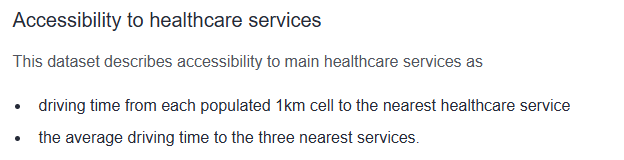 Accessibility to healthcare services
This dataset describes accessibility to main healthcare services as
• driving time from each populated 1km cell to the nearest healthcare service
• the average driving time to the three nearest services.